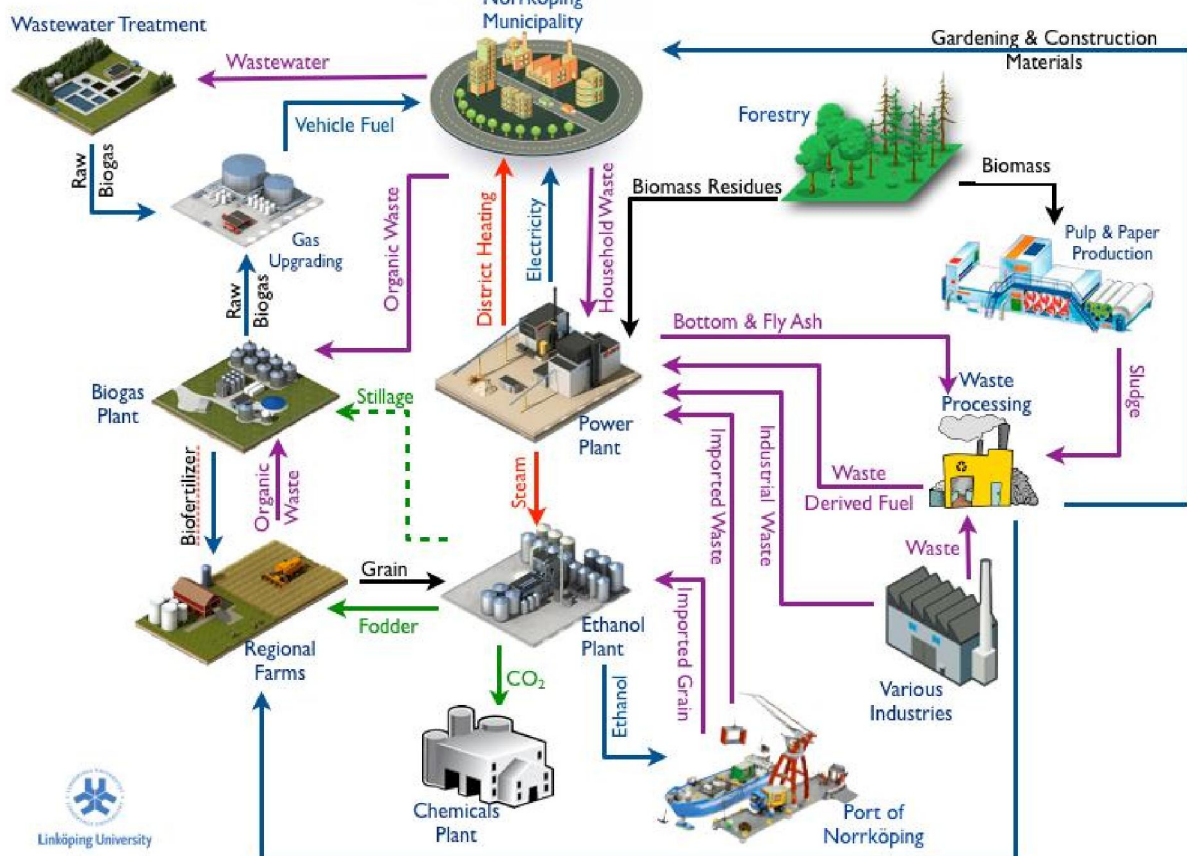 Norrköping
Municipality
Wastewater Treatment
Wastewater
Gardening & Construction
Materials
Vehicle Fuel
Forestry
Raw
Biogas
Biomass Residues
Biomass
Organic Waste
District Heating
Electricity
Household Waste
Gas
Upgrading
Pulp & Paper
Production
Raw
Biogas
Bottom & Fly Ash
Sludge
Biogas
Plant
Stillage
Power
Plant
Waste
Processing
Imported Waste
Industrial Waste
Waste
Derived Fuel
Biofertilizer
Organic
Waste
Steam
Waste
Grain
Fodder
Ethanol
Plant
Imported Grain
Regional
Farms
CO₂
Ethanol
Various
Industries
Chemicals
Plant
Port of
Norrköping
LINKÖPINGS UNIVERSITET
Linköping University